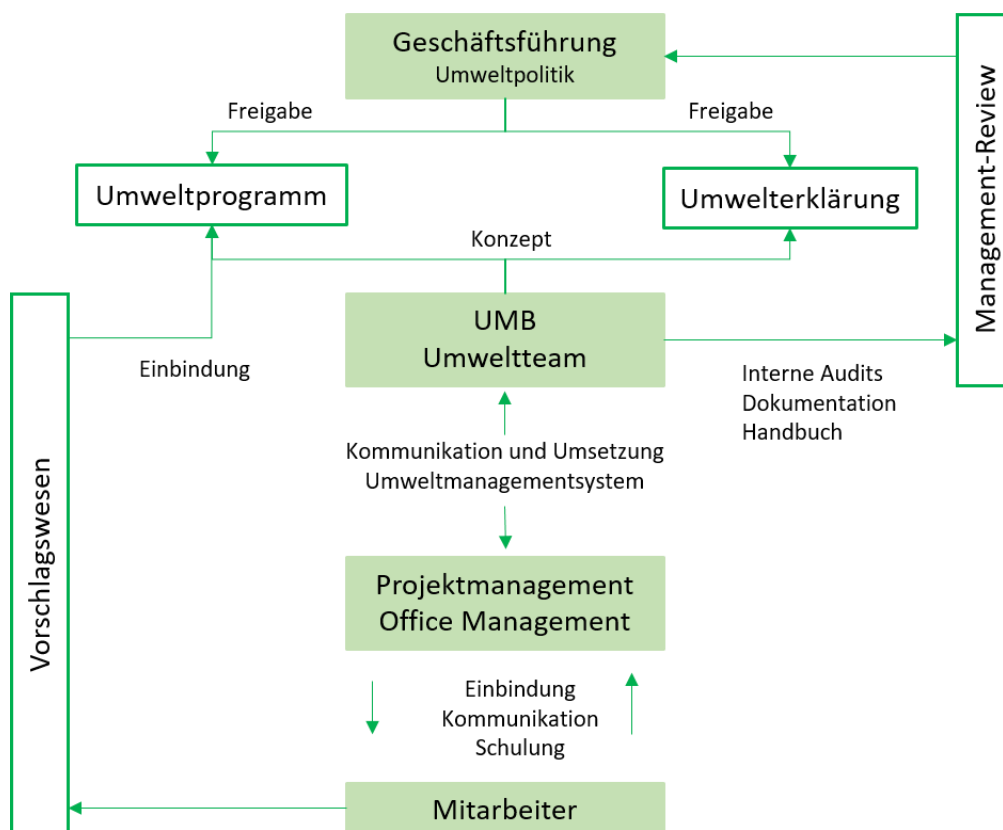 Geschäftsführung
Umweltpolitik
Freigabe
Freigabe
Umweltprogramm
Umwelterklärung
Management-Review
Konzept
UMB
Umweltteam
Einbindung
Interne Audits
Dokumentation
Handbuch
Kommunikation und Umsetzung
Umweltmanagementsystem
Vorschlagswesen
Projektmanagement
Office Management
Einbindung
Kommunikation
Schulung
Mitarbeiter